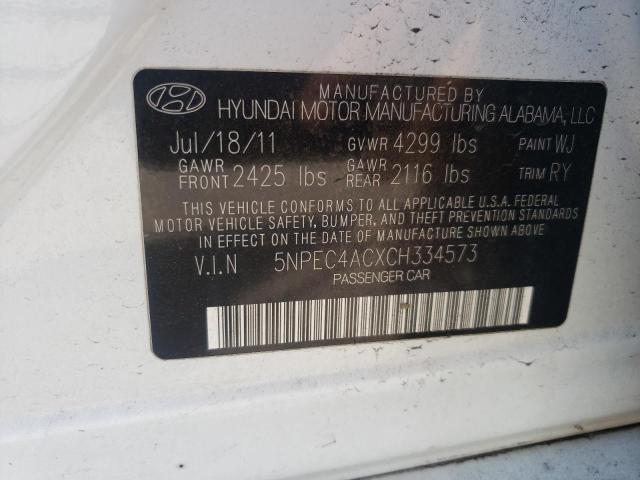 MANUFACTURED BY
HYUNDAI MOTOR MANUFACTURING ALABAMA, LLC
Jul/18/11 GVWR 4299 lbs PAINT WJ
GAWR FRONT 2425 lbs GAWR REAR 2116 lbs TRIM RY
THIS VEHICLE CONFORMS TO ALL APPLICABLE U.S.A. FEDERAL
MOTOR VEHICLE SAFETY, BUMPER, AND THEFT PREVENTION STANDARDS
IN EFFECT ON THE DATE OF MANUFACTURE SHOWN ABOVE.
V.I.N 5NPEC4ACXCH334573
PASSENGER CAR